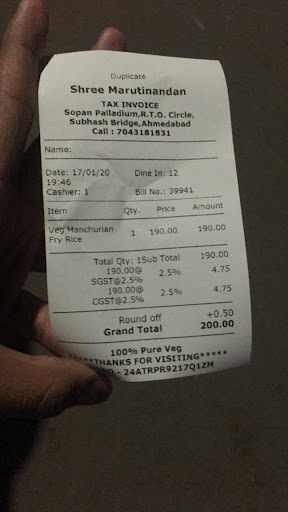 Duplicate
Shree Marutinandan
TAX INVOICE
Sopan Palladium,R.T.O. Circle,
Subhash Bridge,Ahmedabad
Call : 7043181831
Name:
Date: 17/01/20 Dine In: 12
19:46
Cashier: 1 Bill No.: 39941
Item Qty. Price Amount
Veg Manchurian 1 190.00 190.00
Fry Rice
Total Qty: 1Sub Total 190.00
190.00@ 2.5% 4.75
SGST@2.5%
190.00@ 2.5% 4.75
CGST@2.5%
Round off +0.50
Grand Total 200.00
100% Pure Veg
*****THANKS FOR VISITING*****
- 24ATRPR9217Q1ZM